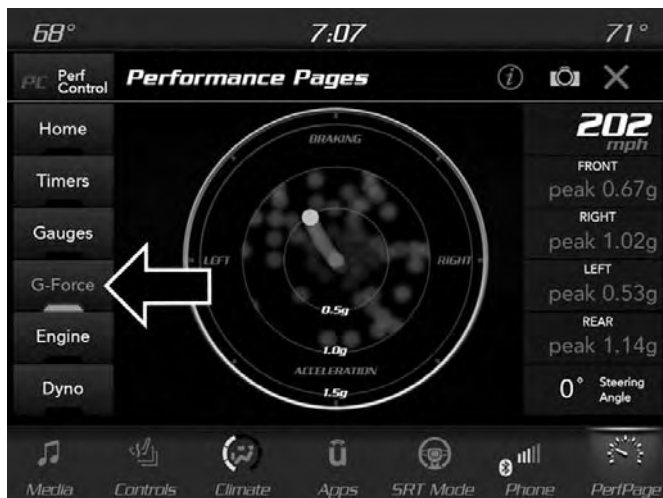 68°
7:07
71°
PC Perf
Control
Performance Pages
i
Home
Timers
Gauges
G-Force
Engine
Dyno
BRAKING
LEFT
RIGHT
0.5g
1.0g
ACCELERATION
1.5g
202
mph
FRONT
peak 0.67g
RIGHT
peak 1.02g
LEFT
peak 0.53g
REAR
peak 1.14g
0° Steering
Angle
Media
Controls
Climate
Apps
SRT Mode
Phone
PerfPage